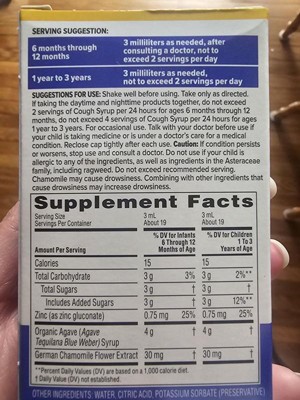 SERVING SUGGESTION:
6 months through
12 months
3 milliliters as needed, after
consulting a doctor, not to
exceed 2 servings per day
1 year to 3 years
3 milliliters as needed,
not to exceed 2 servings per day
SUGGESTIONS FOR USE: Shake well before using. Take only as directed.
If taking the daytime and nighttime products together, do not exceed
2 servings of Cough Syrup per 24 hours for ages 6 months through 12
months, do not exceed 4 servings of Cough Syrup per 24 hours for ages
1 year to 3 years. For occasional use. Talk with your doctor before use if
your child is taking medicine or is under a doctor's care for a medical
condition. Reclose cap tightly after each use. Caution: If condition persists
or worsens, stop use and consult a doctor. Do not use if your child is
allergic to any of the ingredients, as well as ingredients in the Asteraceae
family, including ragweed. Do not exceed recommended serving.
Chamomile may cause drowsiness. Combining with other ingredients that
cause drowsiness may increase drowsiness.
Supplement Facts
Serving Size 3 mL 3 mL
Servings Per Container About 19 About 19
Amount Per Serving % DV for Infants 6 Through 12 Months of Age % DV for Children 1 To 3 Years of Age
Calories 15 15
Total Carbohydrate 3 g 3% 3 g 2%**
Total Sugars 3 g † 3 g †
Includes Added Sugars 3 g † 3 g 12%**
Zinc (as zinc gluconate) 0.75 mg 25% 0.75 mg 25%
Organic Agave (Agave
Tequilana Blue Weber) Syrup 4 g † 4 g †
German Chamomile Flower Extract 30 mg † 30 mg †
**Percent Daily Values (DV) are based on a 1,000 calorie diet.
† Daily Value (DV) not established.
OTHER INGREDIENTS: WATER, CITRIC ACID, POTASSIUM SORBATE (PRESERVATIVE)